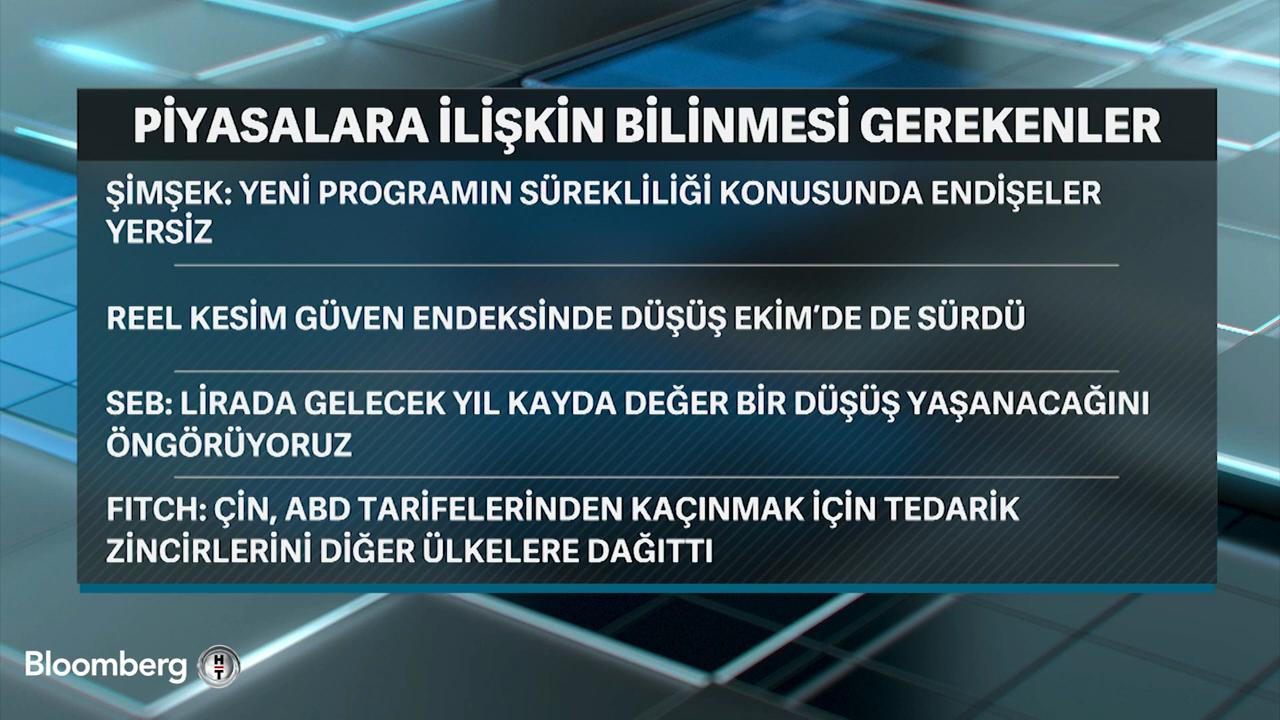 PİYASALARA İLİŞKİN BİLİNMESİ GEREKENLER
ŞİMŞEK: YENİ PROGRAMIN SÜREKLİLİĞİ KONUSUNDA ENDİŞELER
YERSİZ
REEL KESİM GÜVEN ENDEKSİNDE DÜŞÜŞ EKİM’DE DE SÜRDÜ
SEB: LİRADA GELECEK YIL KAYDA DEĞER BİR DÜŞÜŞ YAŞANACAĞINI
ÖNGÖRÜYORUZ
FITCH: ÇİN, ABD TARİFELERİNDEN KAÇINMAK İÇİN TEDARİK
ZİNCİRLERİNİ DİĞER ÜLKELERE DAĞITTI
Bloomberg HT